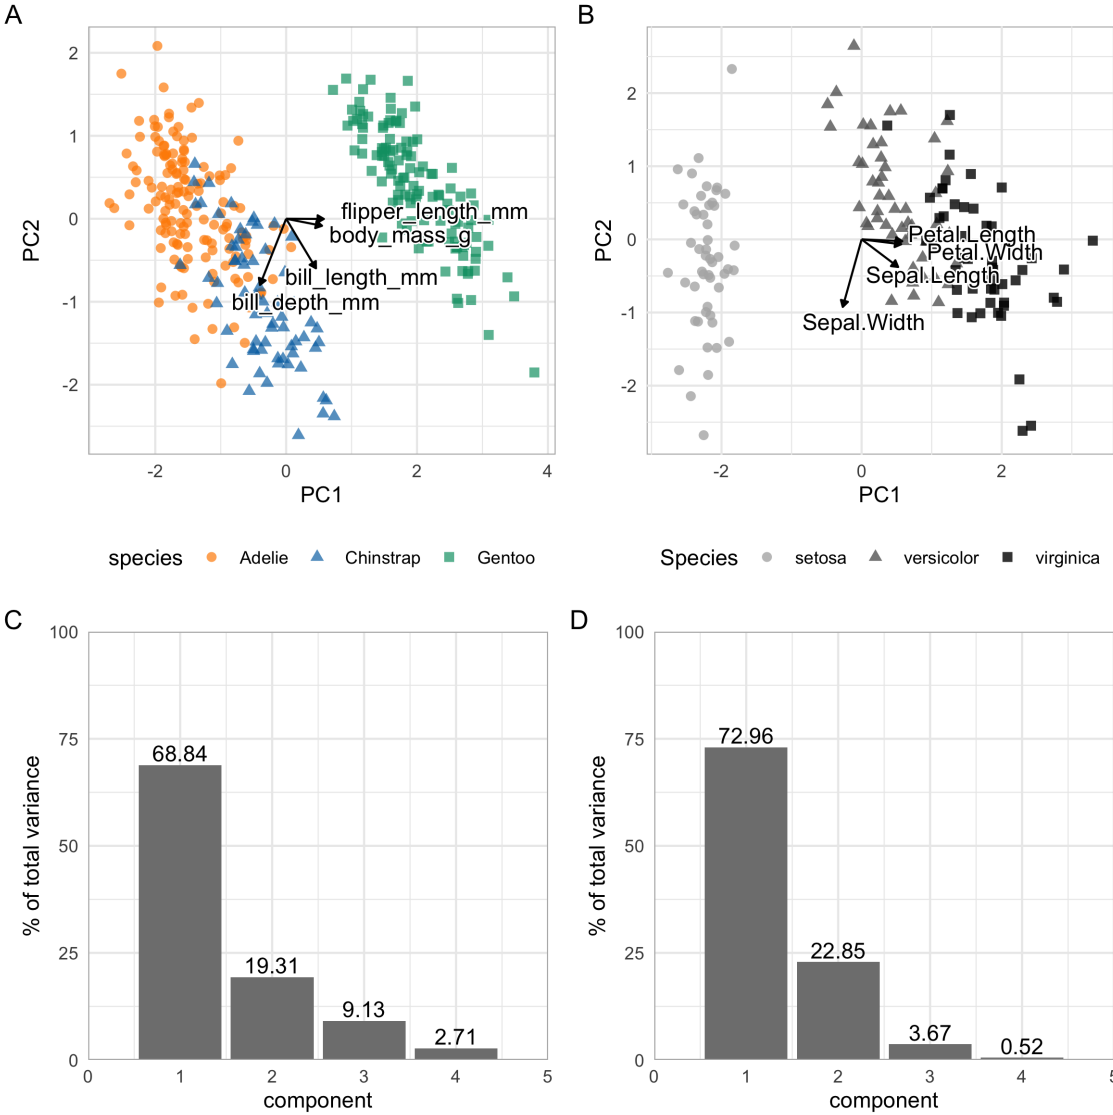 A
2
1
0
-1
-2
PC2
flipper_length_mm
body_mass_g
bill_length_mm
bill_depth_mm
-2 0 2 4
PC1
species Adelie Chinstrap Gentoo
B
2
1
0
-1
-2
PC2
Petal.Length
Petal.Width
Sepal.Length
Sepal.Width
-2 0 2
PC1
Species setosa versicolor virginica
C
100
75
50
25
0
% of total variance
68.84
19.31
9.13
2.71
0 1 2 3 4 5
component
D
100
75
50
25
0
% of total variance
72.96
22.85
3.67
0.52
0 1 2 3 4 5
component